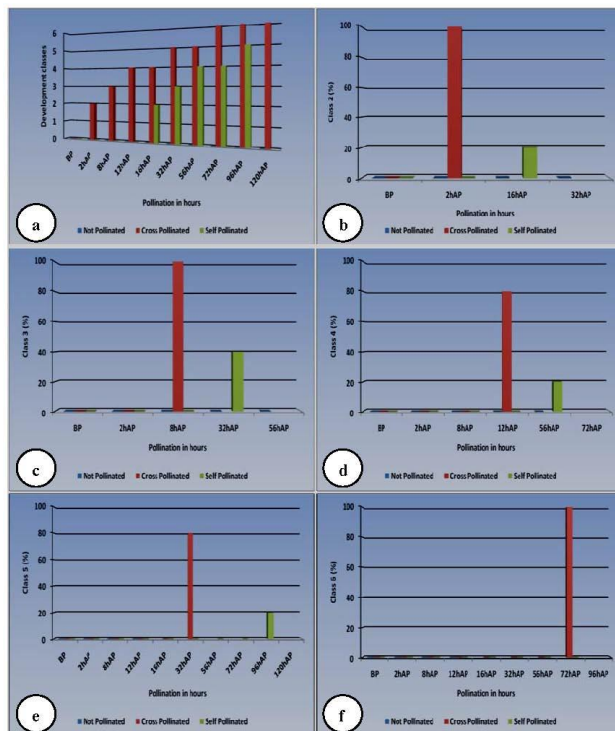 Development classes
6
5
4
3
2
1
0
BP 2hAP 8hAP 12hAP 16hAP 32hAP 56hAP 72hAP 96hAP 120hAP
Pollination in hours
Not Pollinated Cross Pollinated Self Pollinated
a
Class 2 (%)
100
80
60
40
20
0
BP 2hAP 16hAP 32hAP
Pollination in hours
Not Pollinated Cross Pollinated Self Pollinated
b
Class 3 (%)
100
80
60
40
20
0
BP 2hAP 8hAP 32hAP 56hAP
Pollination in hours
Not Pollinated Cross Pollinated Self Pollinated
c
Class 4 (%)
100
80
60
40
20
0
BP 2hAP 8hAP 12hAP 56hAP 72hAP
Pollination in hours
Not Pollinated Cross Pollinated Self Pollinated
d
Class 5 (%)
100
80
60
40
20
0
BP 2hAP 8hAP 12hAP 16hAP 32hAP 56hAP 72hAP 96hAP 120hAP
Pollination in hours
Not Pollinated Cross Pollinated Self Pollinated
e
Class 6 (%)
100
80
60
40
20
0
BP 2hAP 8hAP 12hAP 16hAP 32hAP 56hAP 72hAP 96hAP
Pollination in hours
Not Pollinated Cross Pollinated Self Pollinated
f